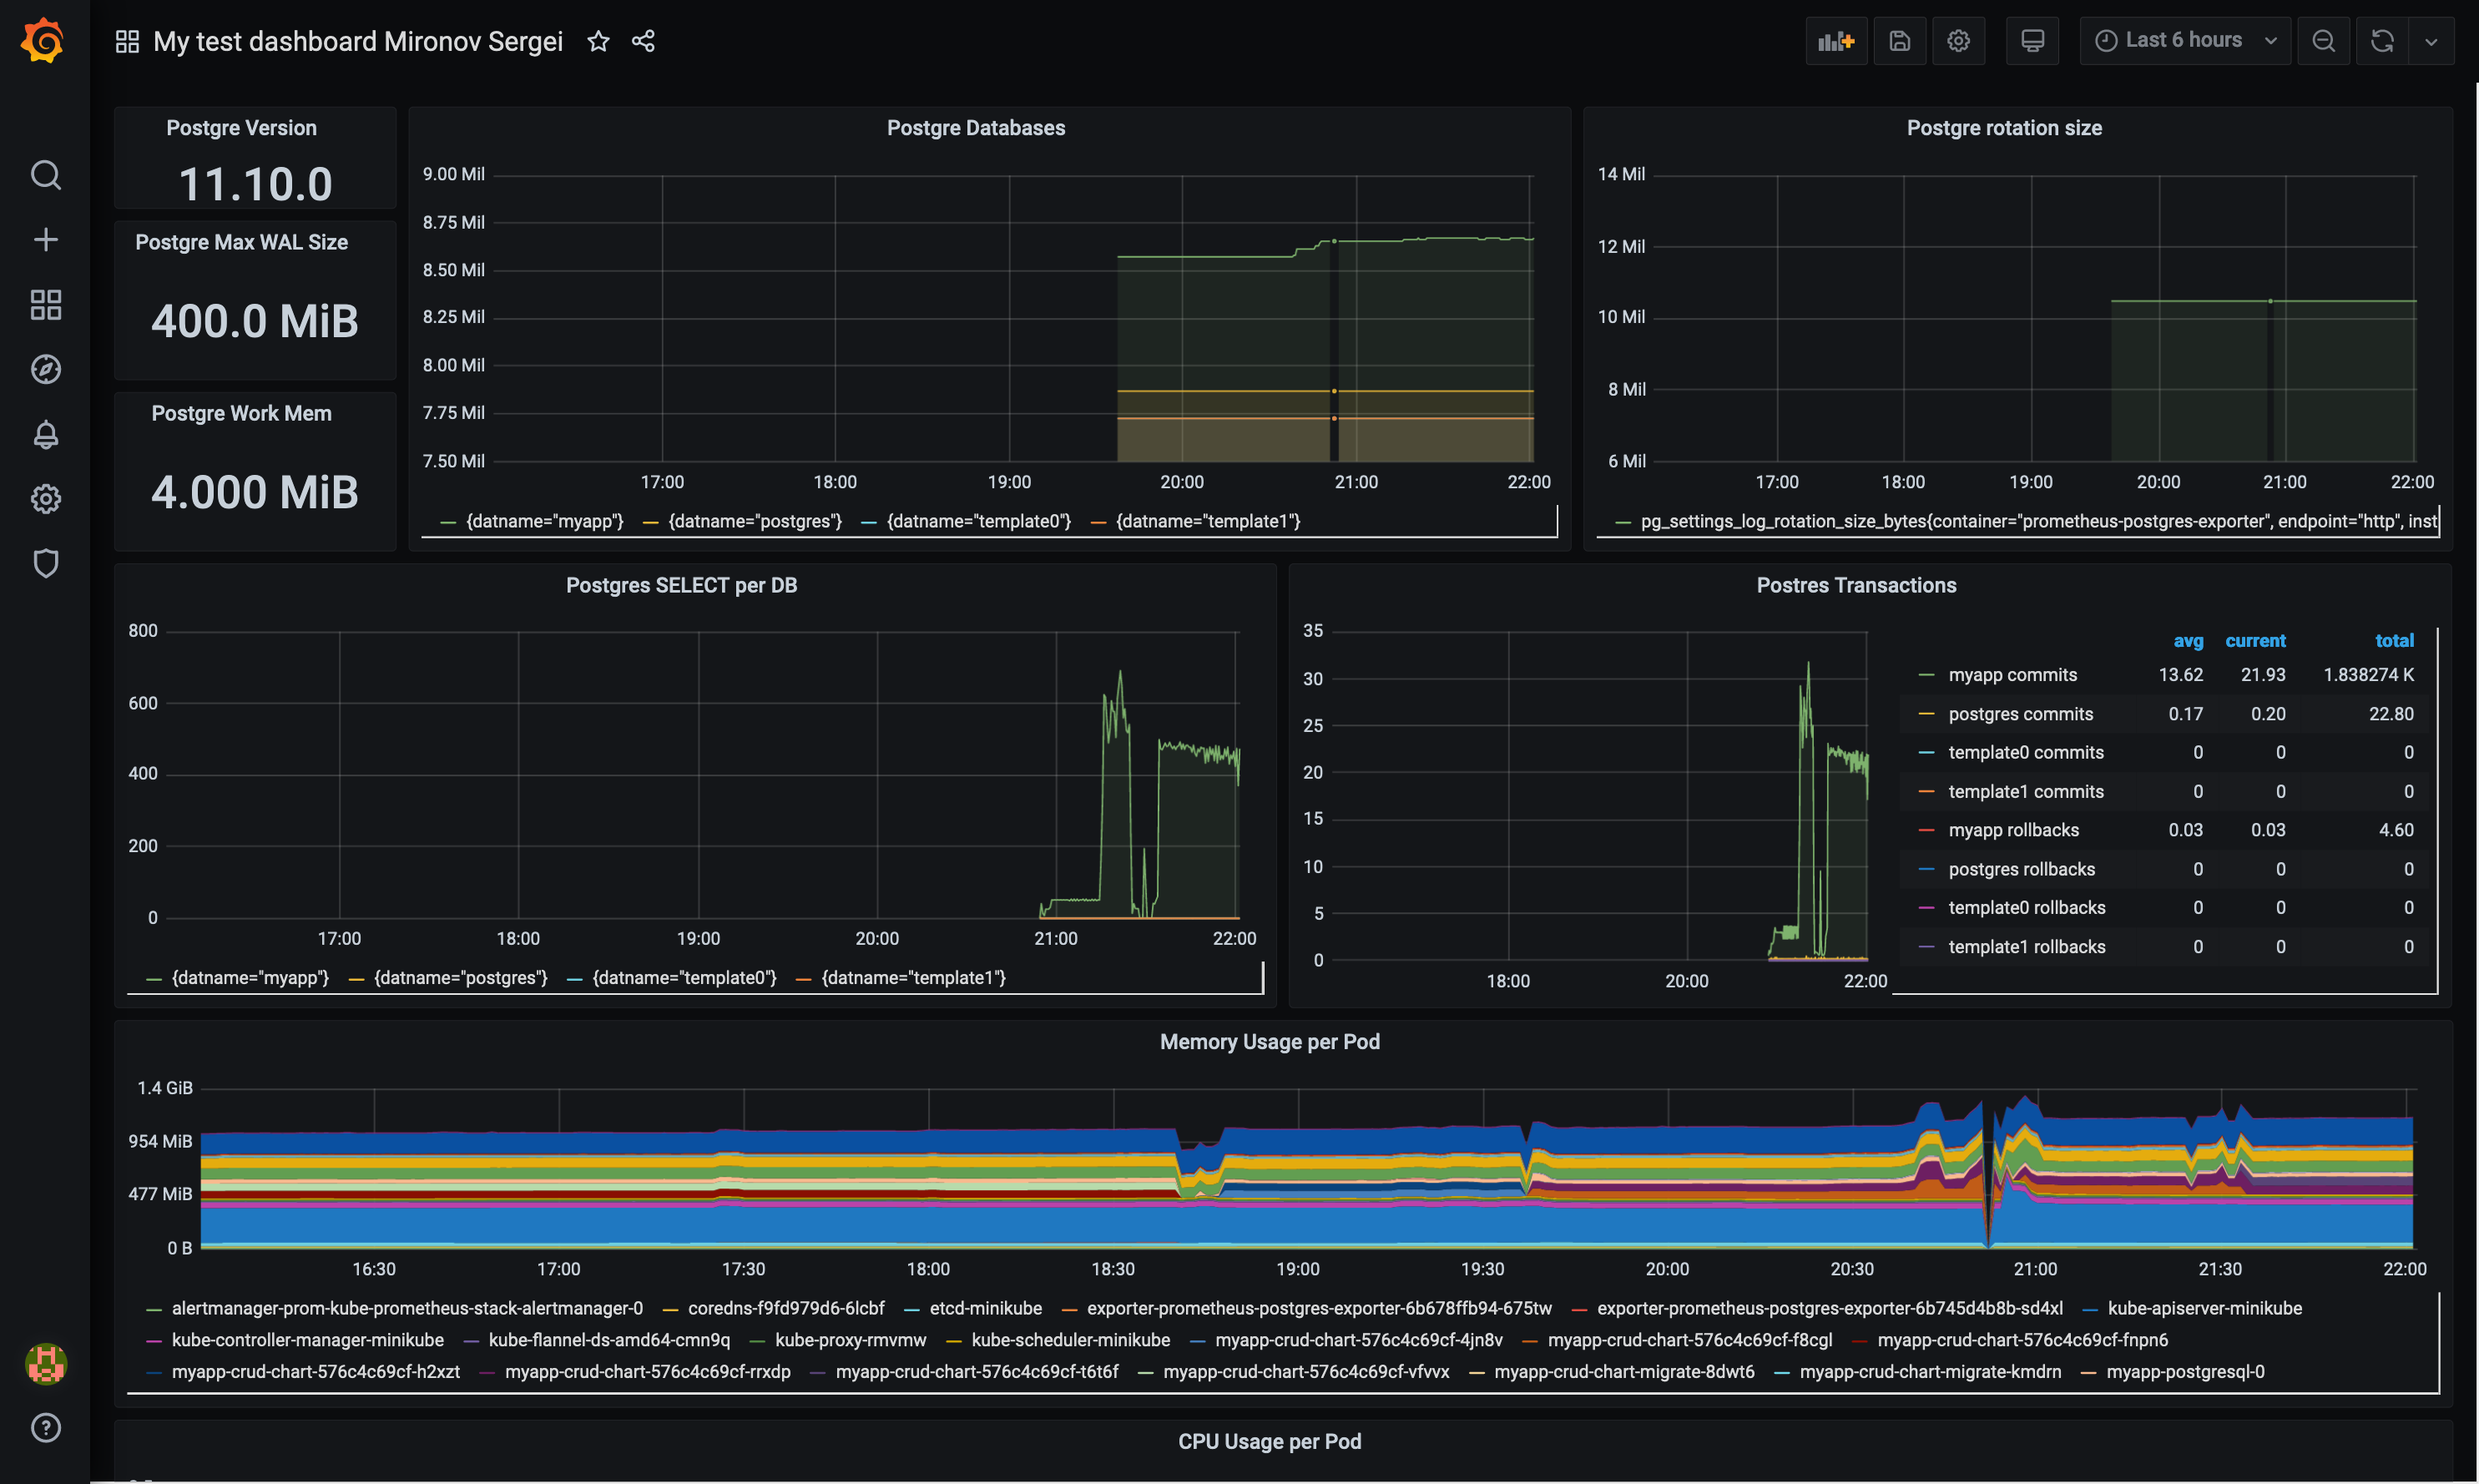 My test dashboard Mironov Sergei
Last 6 hours
Postgre Version
11.10.0
Postgre Max WAL Size
400.0 MiB
Postgre Work Mem
4.000 MiB
Postgre Databases
9.00 Mil
8.75 Mil
8.50 Mil
8.25 Mil
8.00 Mil
7.75 Mil
7.50 Mil
17:00 18:00 19:00 20:00 21:00 22:00
{datname="myapp"} {datname="postgres"} {datname="template0"} {datname="template1"}
Postgre rotation size
14 Mil
12 Mil
10 Mil
8 Mil
6 Mil
17:00 18:00 19:00 20:00 21:00 22:00
pg_settings_log_rotation_size_bytes{container="prometheus-postgres-exporter", endpoint="http", inst
Postgres SELECT per DB
800
600
400
200
0
17:00 18:00 19:00 20:00 21:00 22:00
{datname="myapp"} {datname="postgres"} {datname="template0"} {datname="template1"}
Postres Transactions
35
30
25
20
15
10
5
0
18:00 20:00 22:00
avg current total
myapp commits 13.62 21.93 1.838274 K
postgres commits 0.17 0.20 22.80
template0 commits 0 0 0
template1 commits 0 0 0
myapp rollbacks 0.03 0.03 4.60
postgres rollbacks 0 0 0
template0 rollbacks 0 0 0
template1 rollbacks 0 0 0
Memory Usage per Pod
1.4 GiB
954 MiB
477 MiB
0 B
16:30 17:00 17:30 18:00 18:30 19:00 19:30 20:00 20:30 21:00 21:30 22:00
alertmanager-prom-kube-prometheus-stack-alertmanager-0 coredns-f9fd979d6-6lcbf etcd-minikube exporter-prometheus-postgres-exporter-6b678ffb94-675tw exporter-prometheus-postgres-exporter-6b745d4b8b-sd4xl kube-apiserver-minikube
kube-controller-manager-minikube kube-flannel-ds-amd64-cmn9q kube-proxy-rmvmw kube-scheduler-minikube myapp-crud-chart-576c4c69cf-4jn8v myapp-crud-chart-576c4c69cf-f8cgl myapp-crud-chart-576c4c69cf-fnpn6
myapp-crud-chart-576c4c69cf-h2xzt myapp-crud-chart-576c4c69cf-rrxdp myapp-crud-chart-576c4c69cf-t6t6f myapp-crud-chart-576c4c69cf-vfvvx myapp-crud-chart-migrate-8dwt6 myapp-crud-chart-migrate-kmdrn myapp-postgresql-0
CPU Usage per Pod